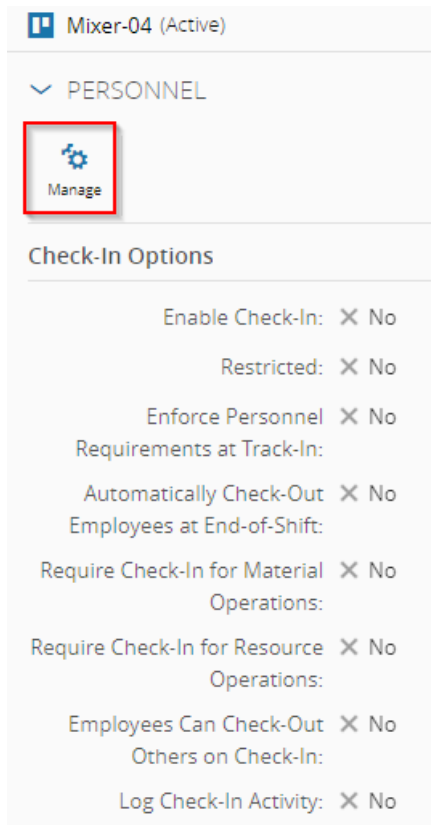 Mixer-04 (Active)
PERSONNEL
Manage
Check-In Options
Enable Check-In: No
Restricted: No
Enforce Personnel No
Requirements at Track-In:
Automatically Check-Out No
Employees at End-of-Shift:
Require Check-In for Material No
Operations:
Require Check-In for Resource No
Operations:
Employees Can Check-Out No
Others on Check-In:
Log Check-In Activity: No